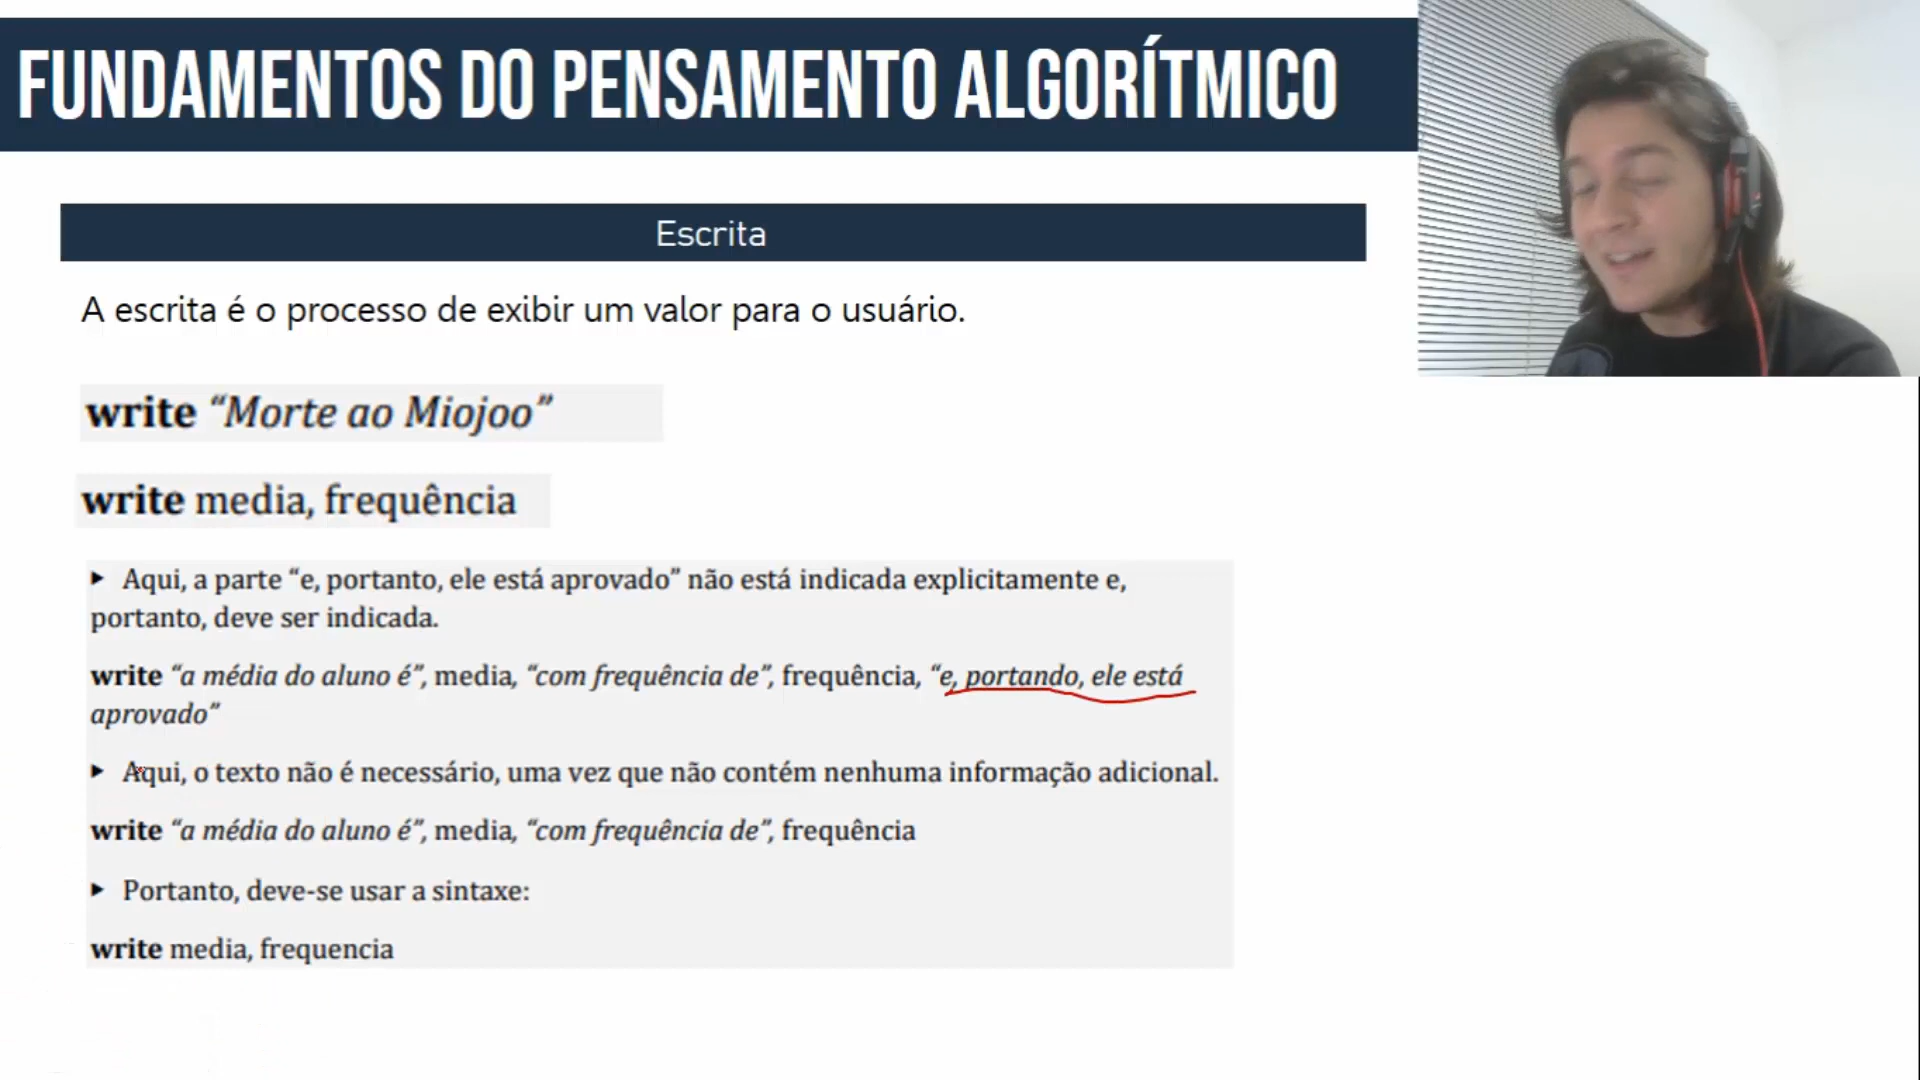 FUNDAMENTOS DO PENSAMENTO ALGORÍTMICO
Escrita
A escrita é o processo de exibir um valor para o usuário.
write “Morte ao Miojoo”
write media, frequência
▶ Aqui, a parte “e, portanto, ele está aprovado” não está indicada explicitamente e,
portanto, deve ser indicada.
write “a média do aluno é”, media, “com frequência de”, frequência, “e, portando, ele está
aprovado”
▶ Aqui, o texto não é necessário, uma vez que não contém nenhuma informação adicional.
write “a média do aluno é”, media, “com frequência de”, frequência
▶ Portanto, deve-se usar a sintaxe:
write media, frequencia